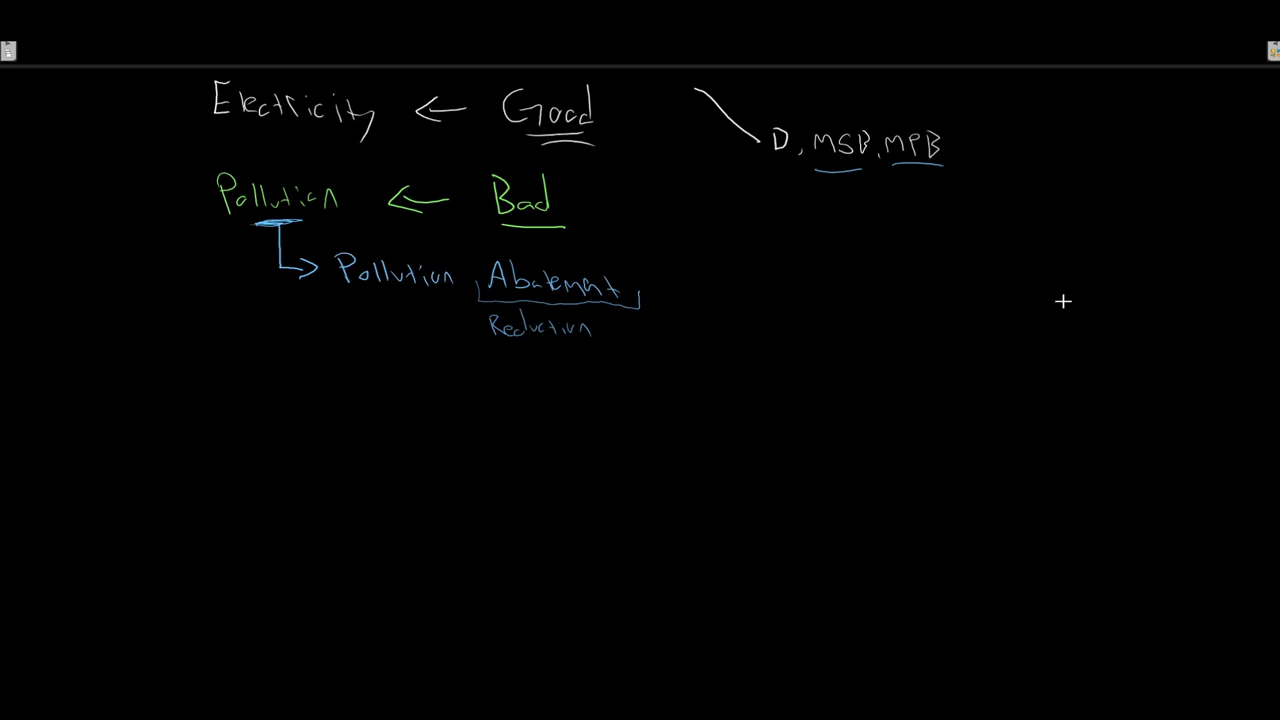 Electricity ← Good
D, MSB, MPB
Pollution ← Bad
Pollution Abatement
Reduction